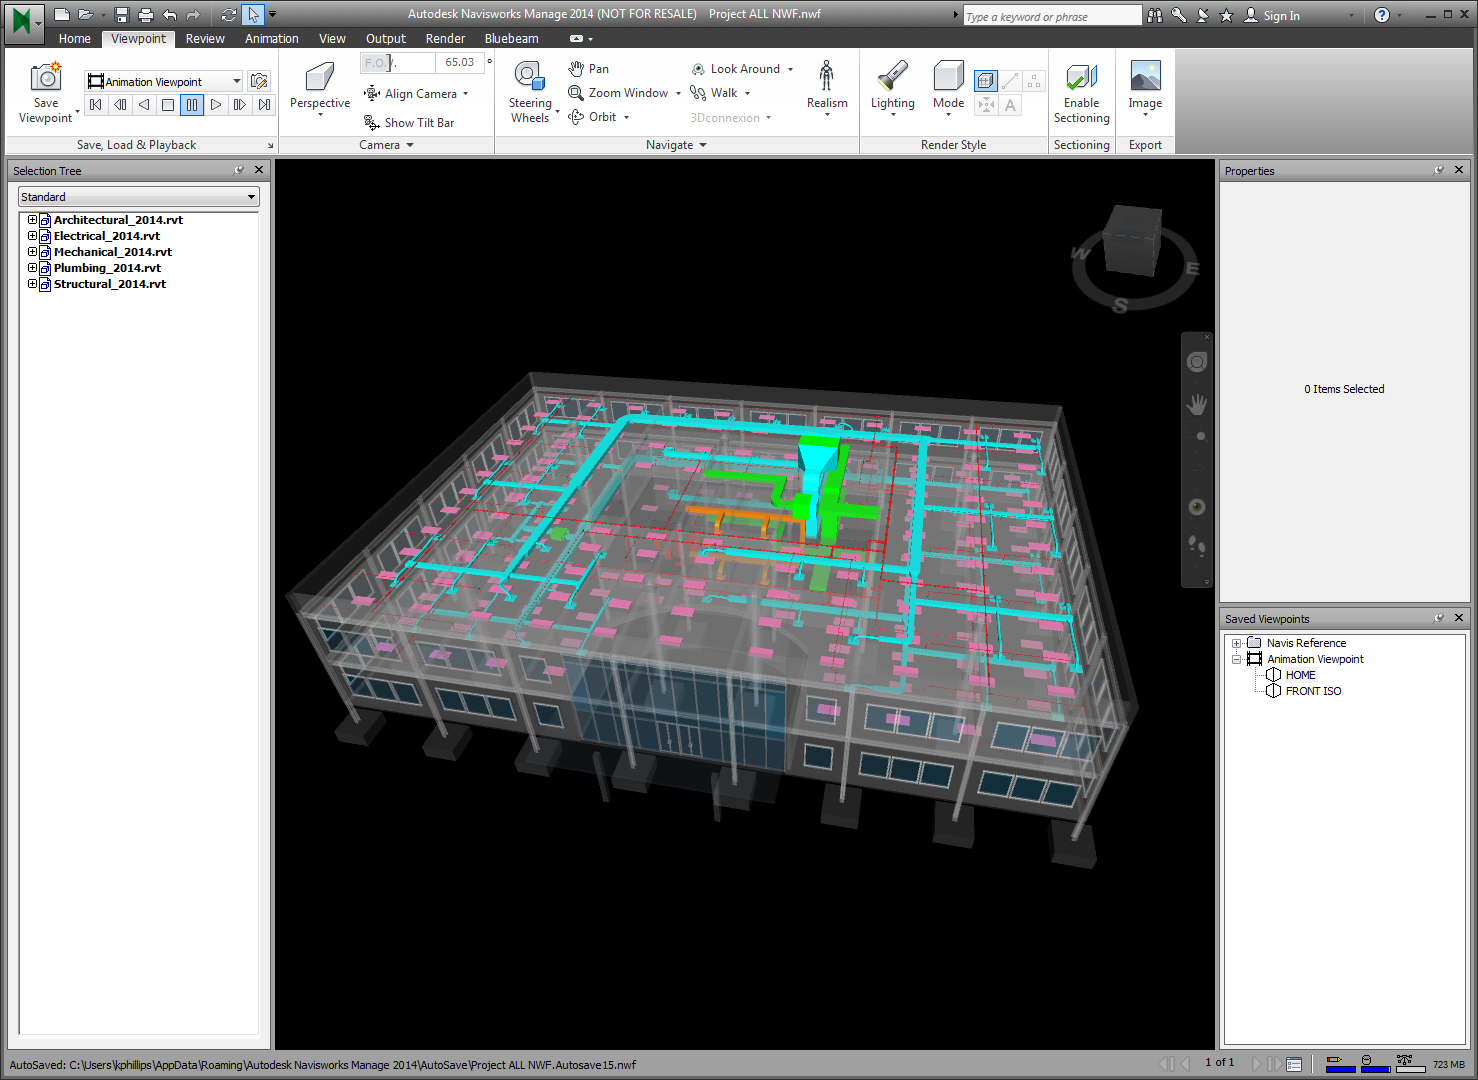 Autodesk Navisworks Manage 2014 (NOT FOR RESALE) Project ALL NWF.nwf
Type a keyword or phrase
Sign In
Home Viewpoint Review Animation View Output Render Bluebeam
Save Viewpoint
Animation Viewpoint
Save, Load & Playback
Perspective
65.03 °
Align Camera
Show Tilt Bar
Camera
Steering Wheels
Pan
Zoom Window
Orbit
Look Around
Walk
3Dconnexion
Navigate
Realism
Lighting
Mode
A
Render Style
Enable Sectioning
Sectioning
Image
Export
Selection Tree
Standard
Architectural_2014.rvt
Electrical_2014.rvt
Mechanical_2014.rvt
Plumbing_2014.rvt
Structural_2014.rvt
W
E
S
Properties
0 Items Selected
Saved Viewpoints
Navis Reference
Animation Viewpoint
HOME
FRONT ISO
AutoSaved: C:\Users\kphillips\AppData\Roaming\Autodesk Navisworks Manage 2014\AutoSave\Project ALL NWF.Autosave15.nwf
1 of 1
723 MB